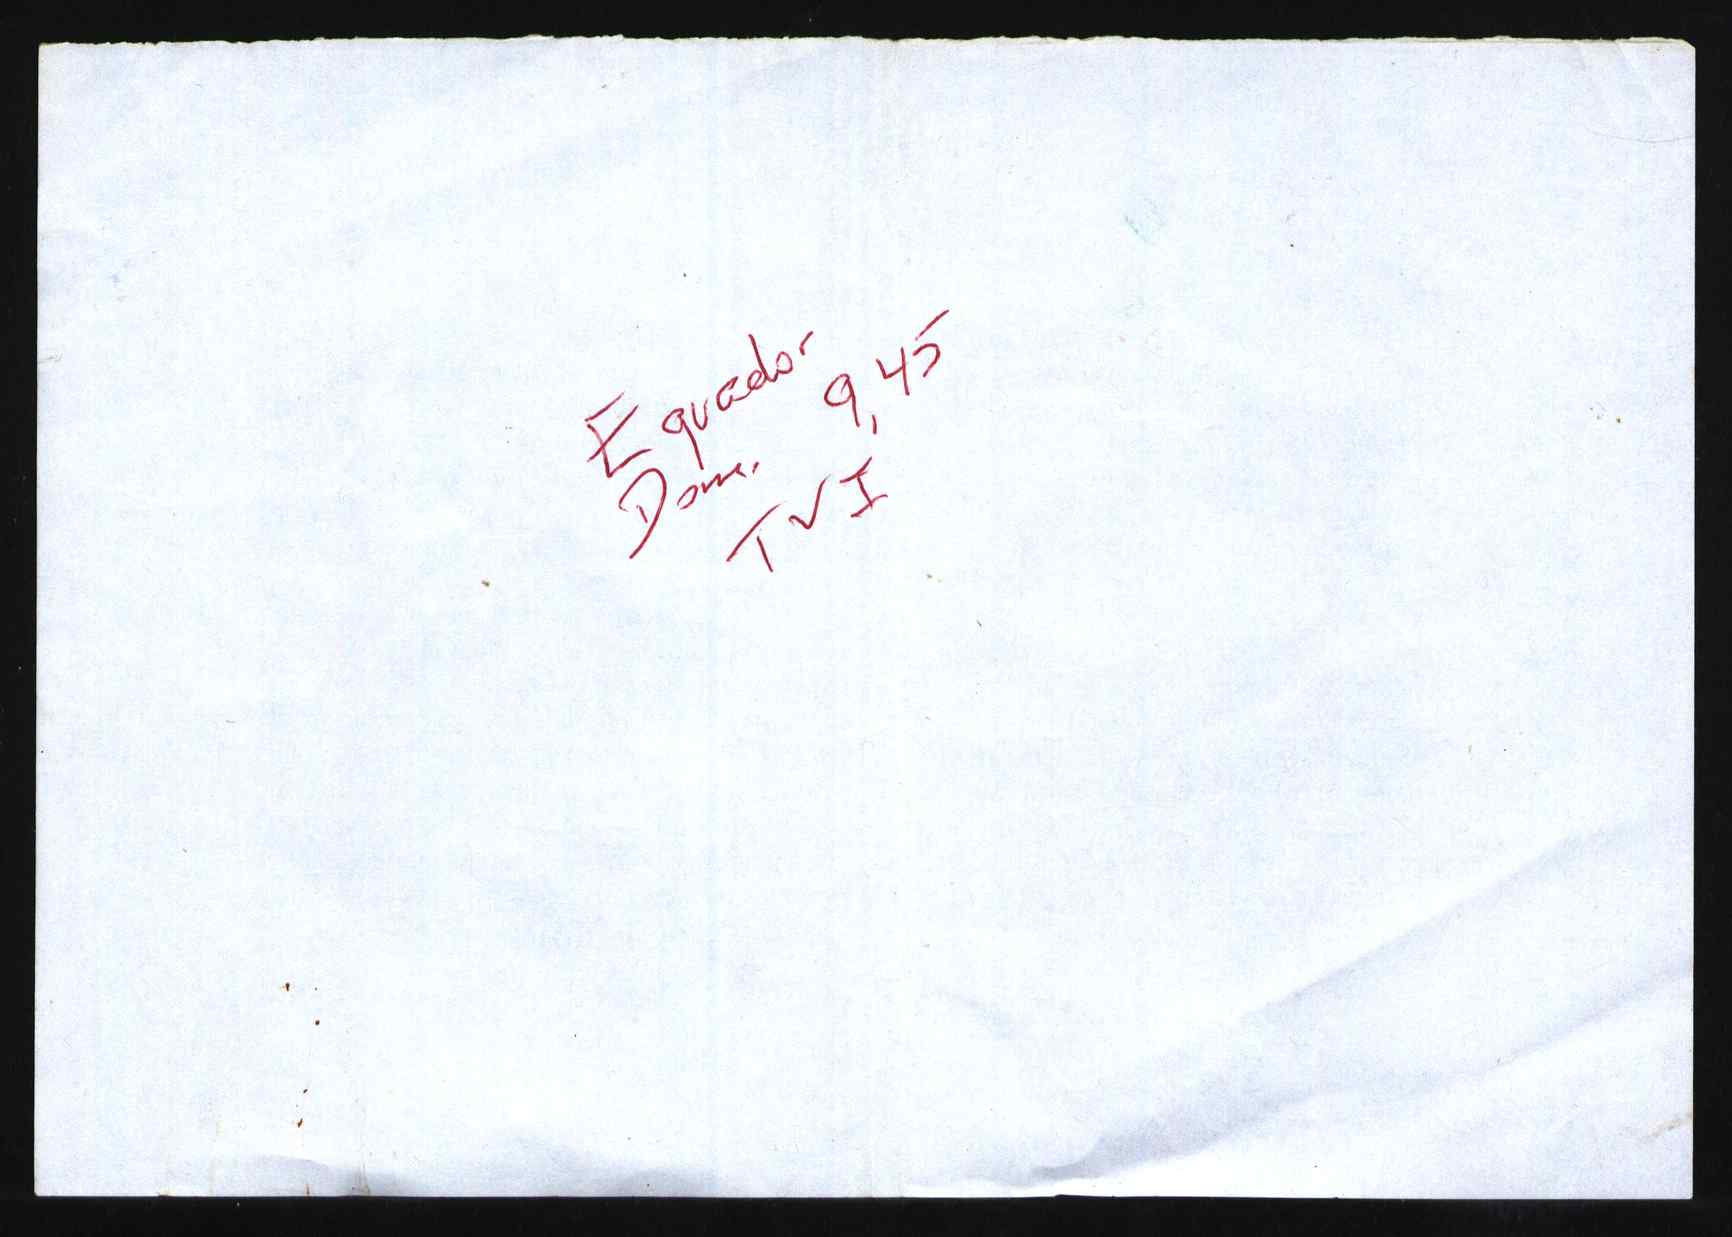 Equador
Dom. 9,45
TVI